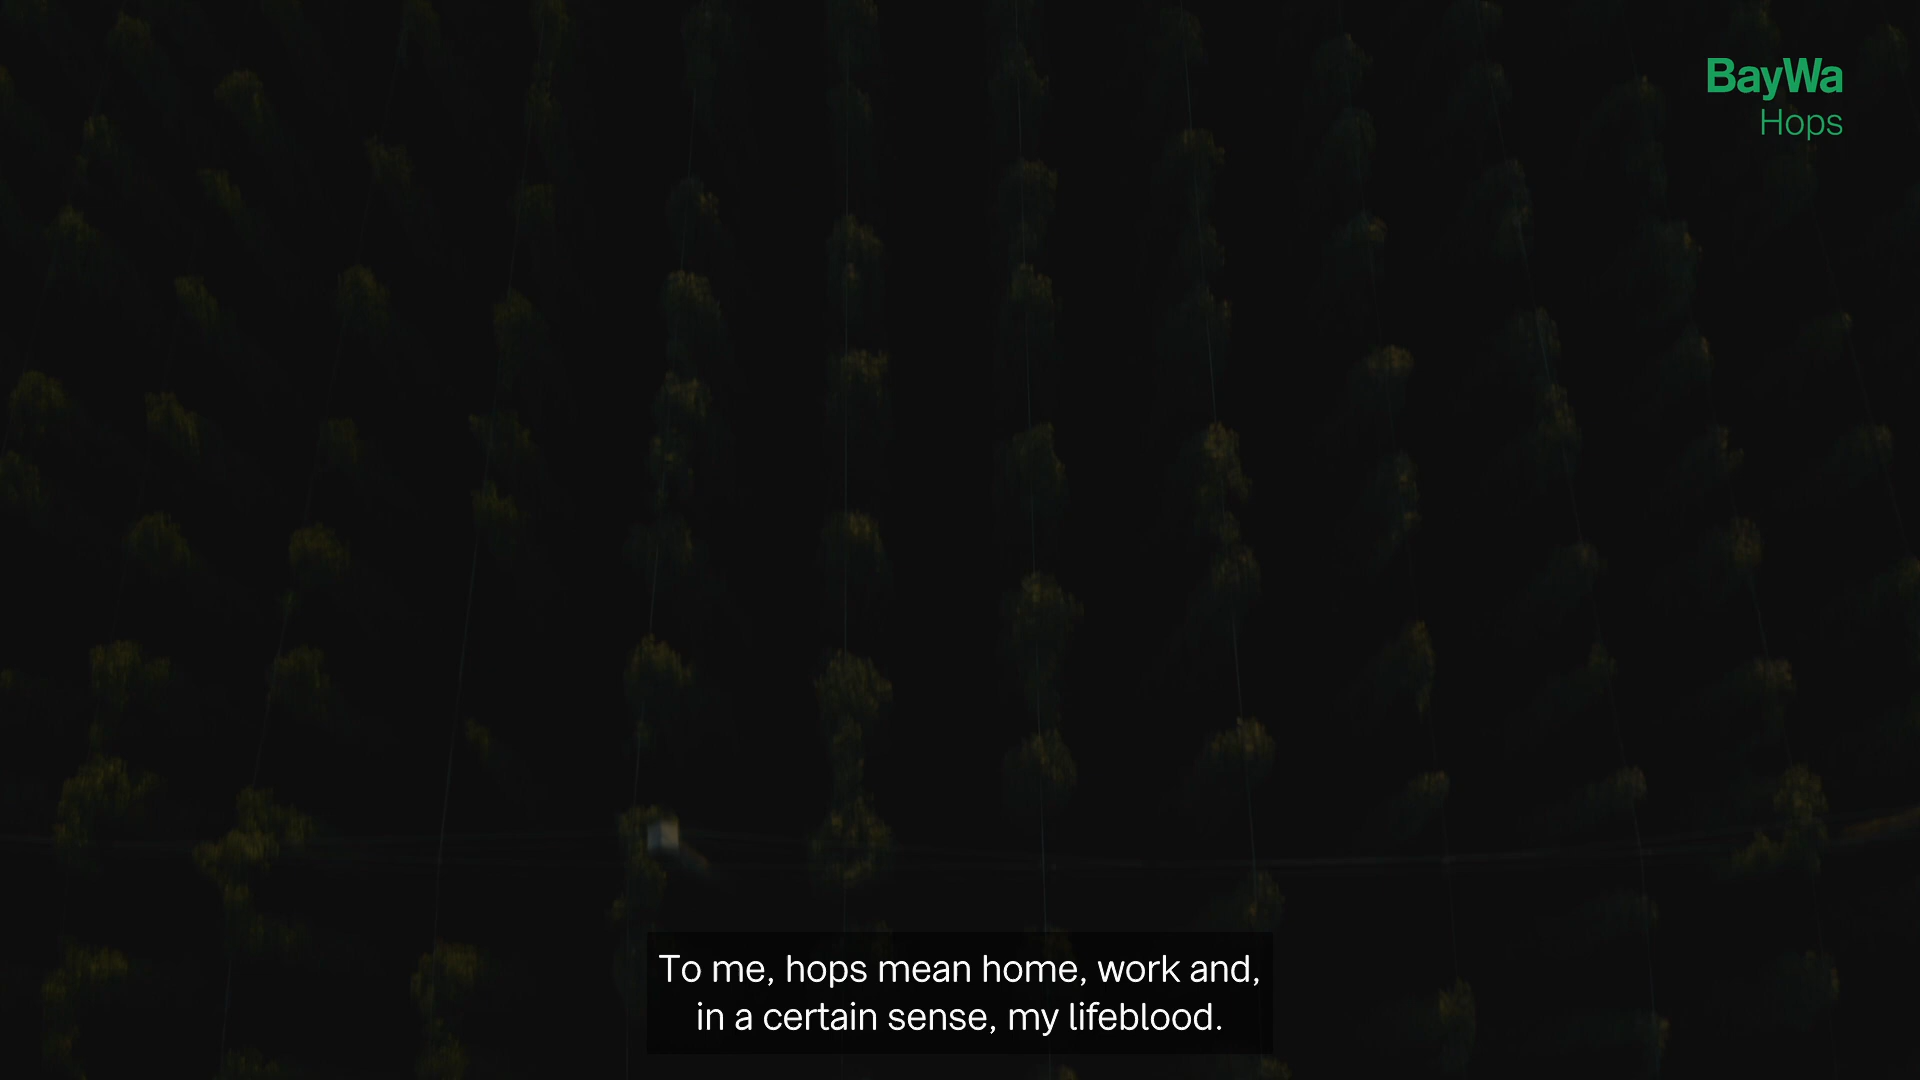 BayWa
Hops
To me, hops mean home, work and,
in a certain sense, my lifeblood.